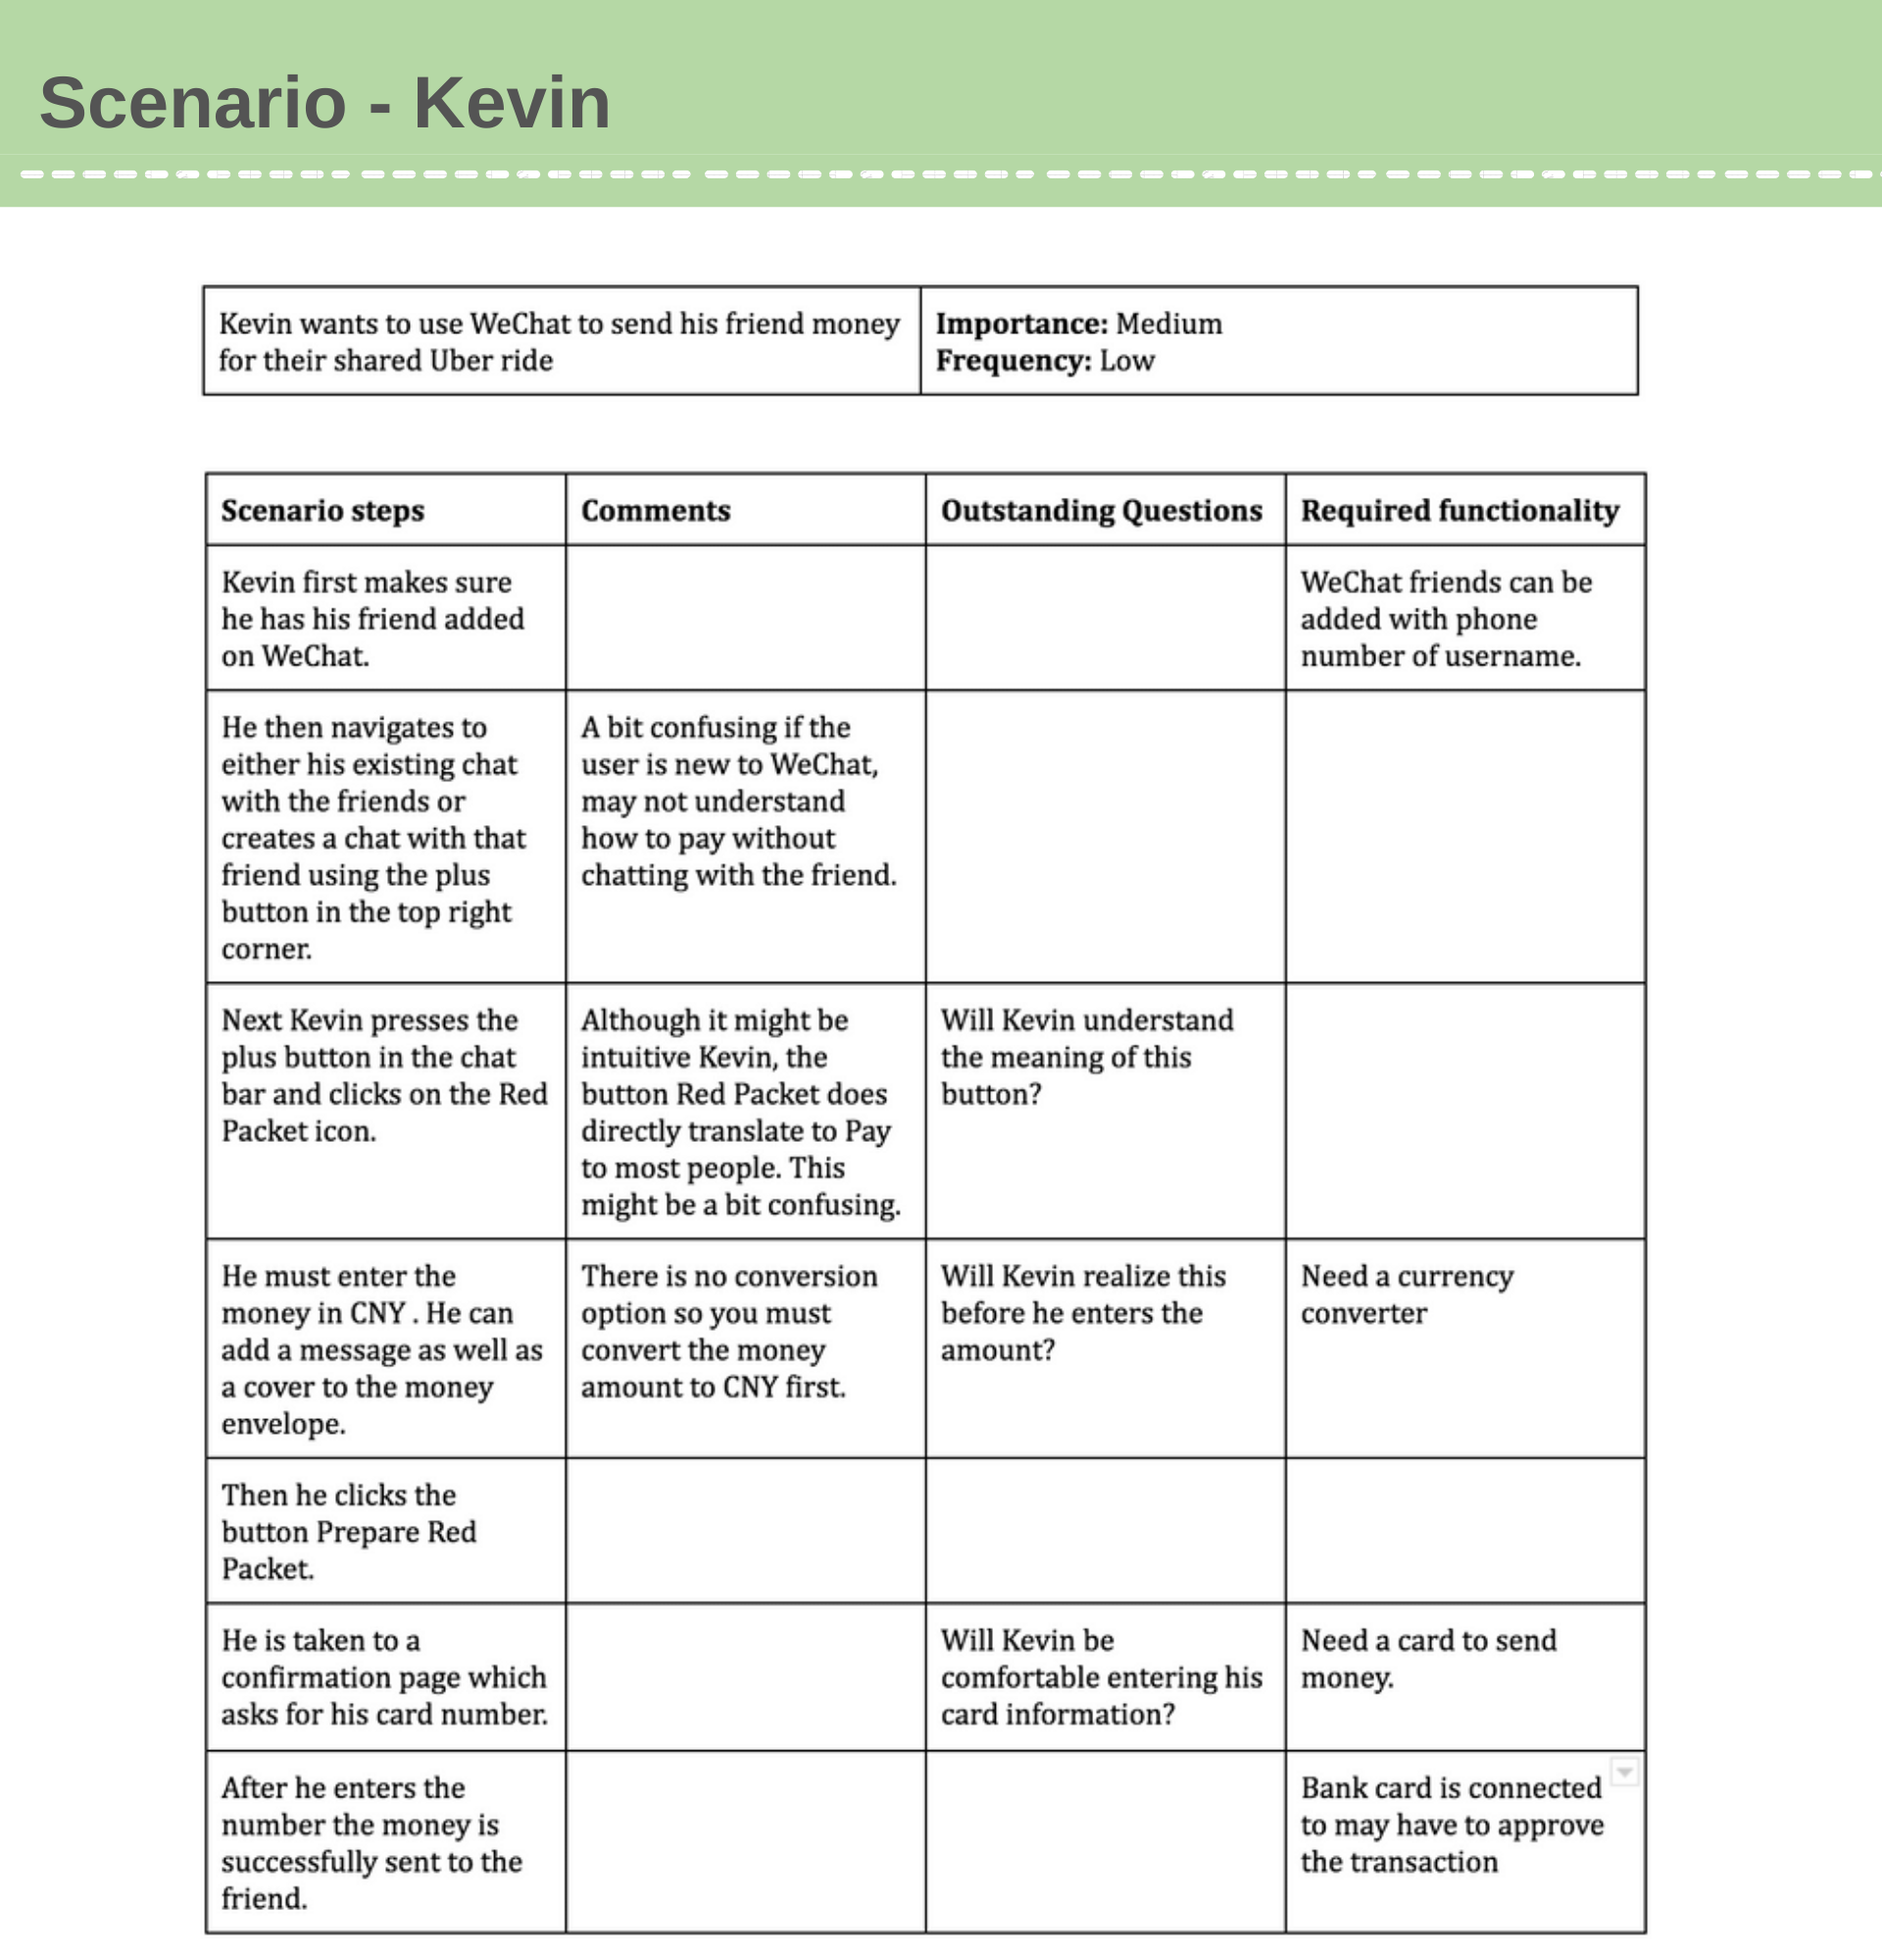 Scenario - Kevin
Kevin wants to use WeChat to send his friend money
for their shared Uber ride
Importance: Medium
Frequency: Low
Scenario steps
Comments
Outstanding Questions
Required functionality
Kevin first makes sure
he has his friend added
on WeChat.
WeChat friends can be
added with phone
number of username.
He then navigates to
either his existing chat
with the friends or
creates a chat with that
friend using the plus
button in the top right
corner.
A bit confusing if the
user is new to WeChat,
may not understand
how to pay without
chatting with the friend.
Next Kevin presses the
plus button in the chat
bar and clicks on the Red
Packet icon.
Although it might be
intuitive Kevin, the
button Red Packet does
directly translate to Pay
to most people. This
might be a bit confusing.
Will Kevin understand
the meaning of this
button?
He must enter the
money in CNY . He can
add a message as well as
a cover to the money
envelope.
There is no conversion
option so you must
convert the money
amount to CNY first.
Will Kevin realize this
before he enters the
amount?
Need a currency
converter
Then he clicks the
button Prepare Red
Packet.
He is taken to a
confirmation page which
asks for his card number.
Will Kevin be
comfortable entering his
card information?
Need a card to send
money.
After he enters the
number the money is
successfully sent to the
friend.
Bank card is connected
to may have to approve
the transaction